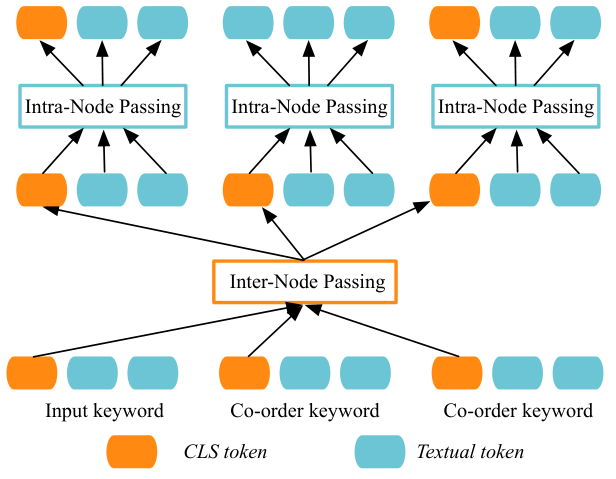 Intra-Node Passing Intra-Node Passing Intra-Node Passing
Inter-Node Passing
Input keyword Co-order keyword Co-order keyword
CLS token Textual token